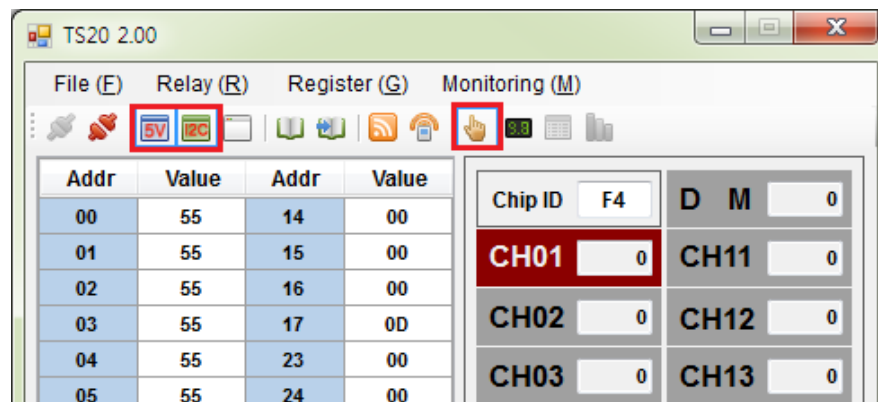 TS20 2.00
File (F) Relay (R) Register (G) Monitoring (M)
5V I2C 9.8
Addr Value Addr Value
00 55 14 00
01 55 15 00
02 55 16 00
03 55 17 0D
04 55 23 00
05 55 24 00
Chip ID F4 D M 0
CH01 0 CH11 0
CH02 0 CH12 0
CH03 0 CH13 0